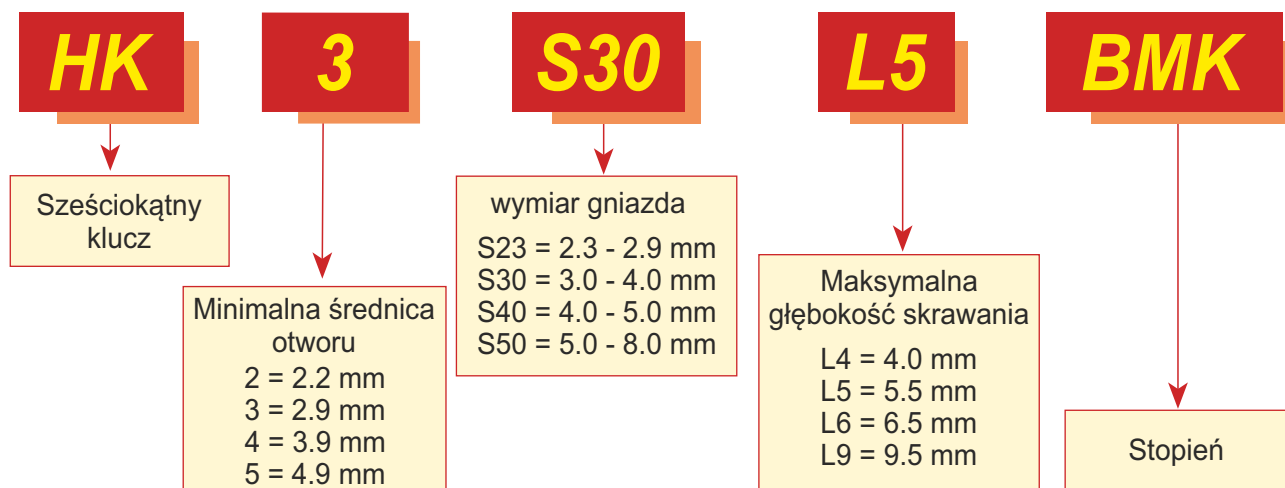 HK 3 S30 L5 BMK
Sześciokątny
klucz
Minimalna średnica
otworu
2 = 2.2 mm
3 = 2.9 mm
4 = 3.9 mm
5 = 4.9 mm
wymiar gniazda
S23 = 2.3 - 2.9 mm
S30 = 3.0 - 4.0 mm
S40 = 4.0 - 5.0 mm
S50 = 5.0 - 8.0 mm
Maksymalna
głębokość skrawania
L4 = 4.0 mm
L5 = 5.5 mm
L6 = 6.5 mm
L9 = 9.5 mm
Stopień